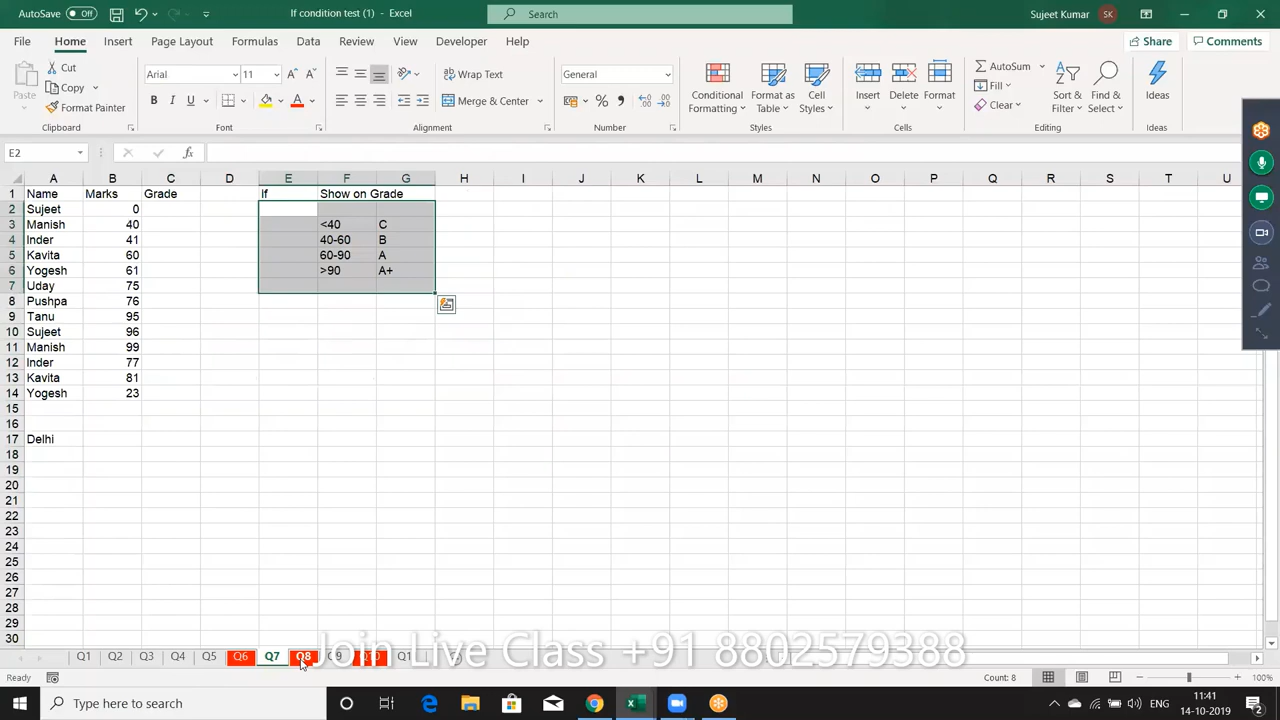 AutoSave Off If condition test (1) - Excel Search Sujeet Kumar SK
File Home Insert Page Layout Formulas Data Review View Developer Help Share Comments
Paste Cut Copy Format Painter Clipboard
Arial 11 A A B I U A Font
Wrap Text Merge & Center Alignment
General % , Number
Conditional Formatting Format as Table Cell Styles Styles
Insert Delete Format Cells
AutoSum Fill Clear Sort & Filter Find & Select Editing
Ideas Ideas
E2 fx
A B C D E F G H I J K L M N O P Q R S T U
1 Name Marks Grade If Show on Grade
2 Sujeet 0
3 Manish 40 <40 C
4 Inder 41 40-60 B
5 Kavita 60 60-90 A
6 Yogesh 61 >90 A+
7 Uday 75
8 Pushpa 76
9 Tanu 95
10 Sujeet 96
11 Manish 99
12 Inder 77
13 Kavita 81
14 Yogesh 23
15
16
17 Delhi
18
19
20
21
22
23
24
25
26
27
28
29
30
Q1 Q2 Q3 Q4 Q5 Q6 Q7 Q8
Join Live Class +91 8802579388
Ready Count: 8 100%
Type here to search ENG 11:41
14-10-2019 2